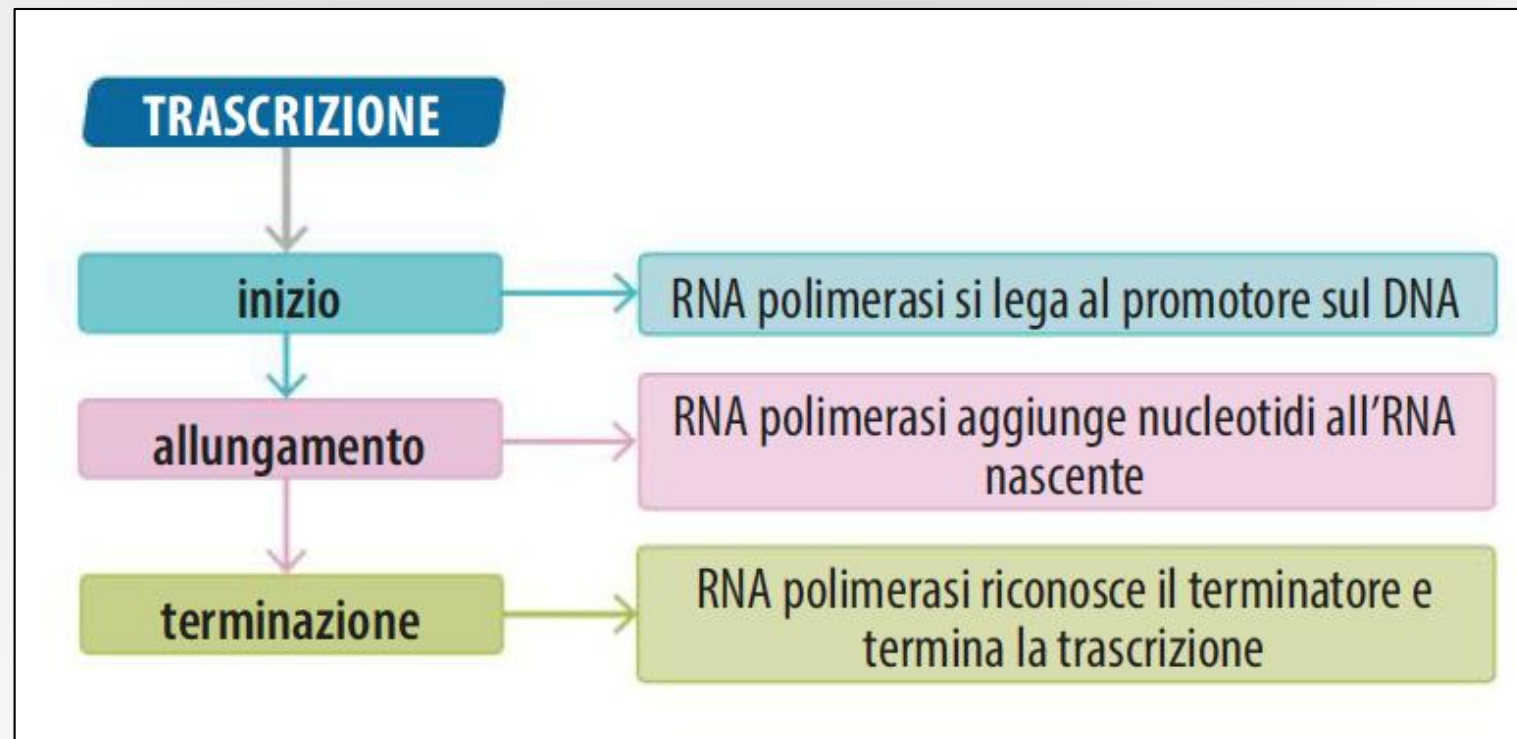 TRASCRIZIONE
inizio
RNA polimerasi si lega al promotore sul DNA
allungamento
RNA polimerasi aggiunge nucleotidi all’RNA
nascente
terminazione
RNA polimerasi riconosce il terminatore e
termina la trascrizione